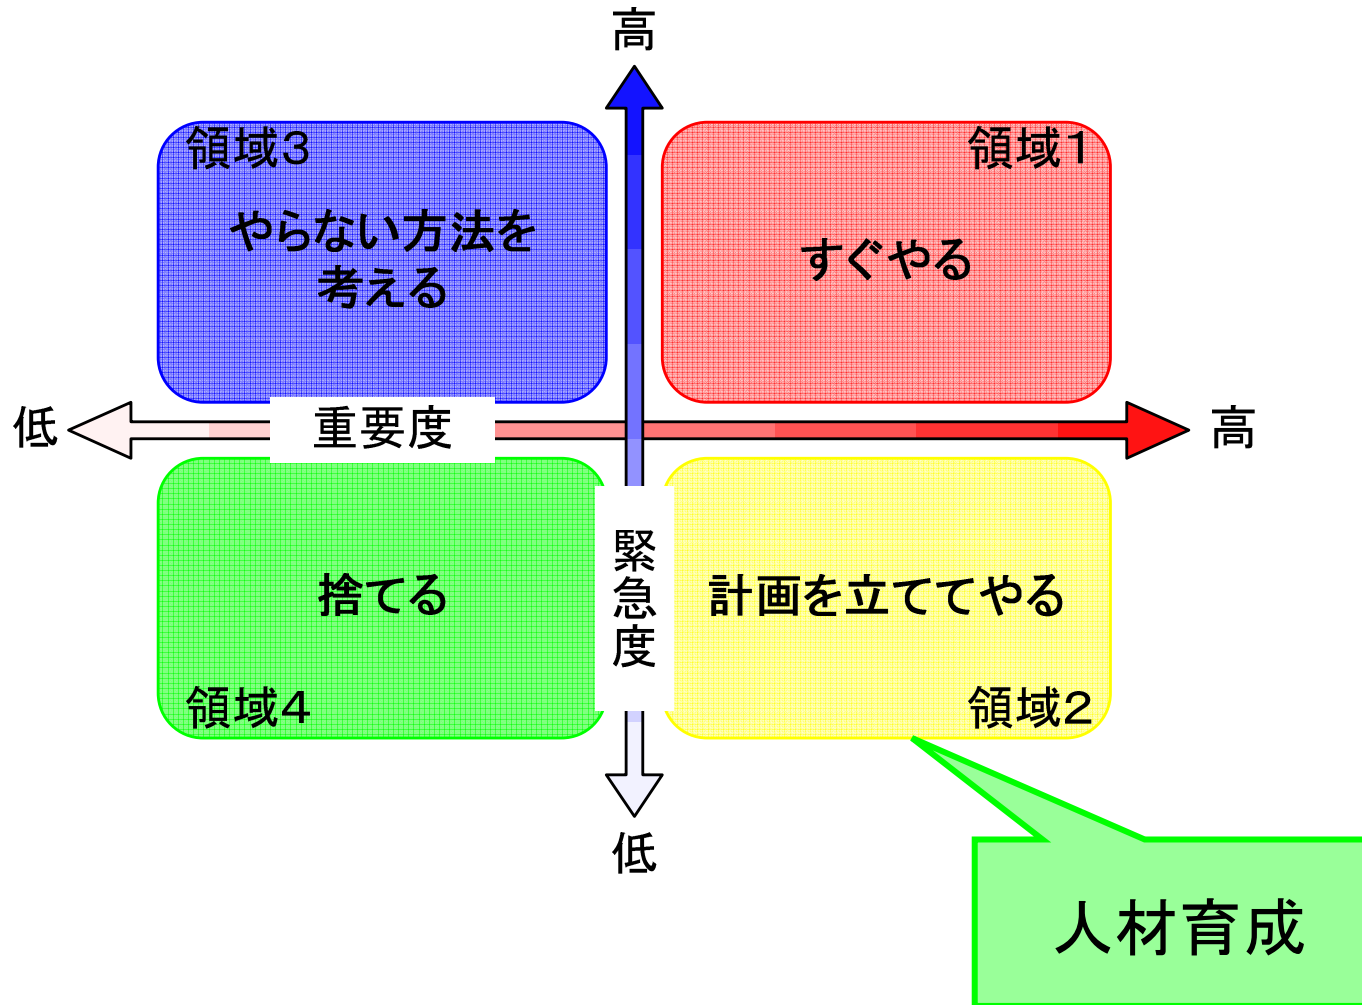 高
領域3
領域1
やらない方法を
考える
すぐやる
低
重要度
高
緊急度
捨てる
計画を立ててやる
領域4
領域2
低
人材育成